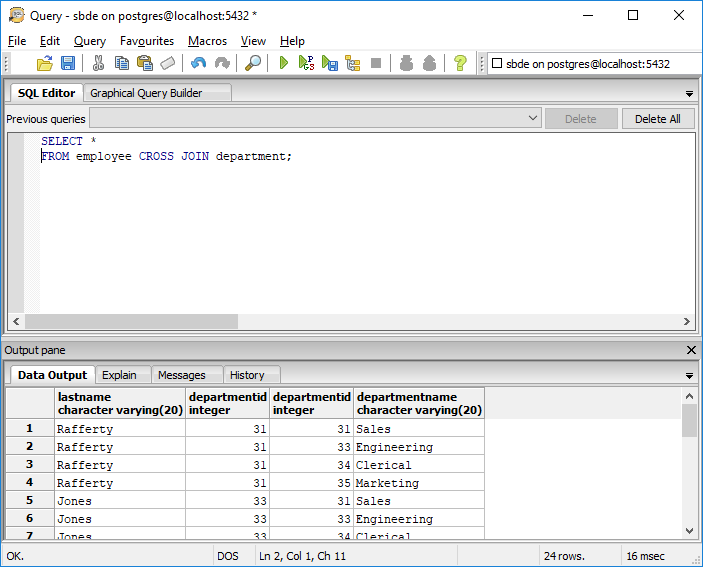 Query - sbde on postgres@localhost:5432 *
File Edit Query Favourites Macros View Help
sbde on postgres@localhost:5432
SQL Editor Graphical Query Builder
Previous queries Delete Delete All
SELECT *
FROM employee CROSS JOIN department;
Output pane
Data Output Explain Messages History
lastname departmentid departmentid departmentname
character varying(20) integer integer character varying(20)
1 Rafferty 31 31 Sales
2 Rafferty 31 33 Engineering
3 Rafferty 31 34 Clerical
4 Rafferty 31 35 Marketing
5 Jones 33 31 Sales
6 Jones 33 33 Engineering
7 Jones 33 34 Clerical
OK. DOS Ln 2, Col 1, Ch 11 24 rows. 16 msec